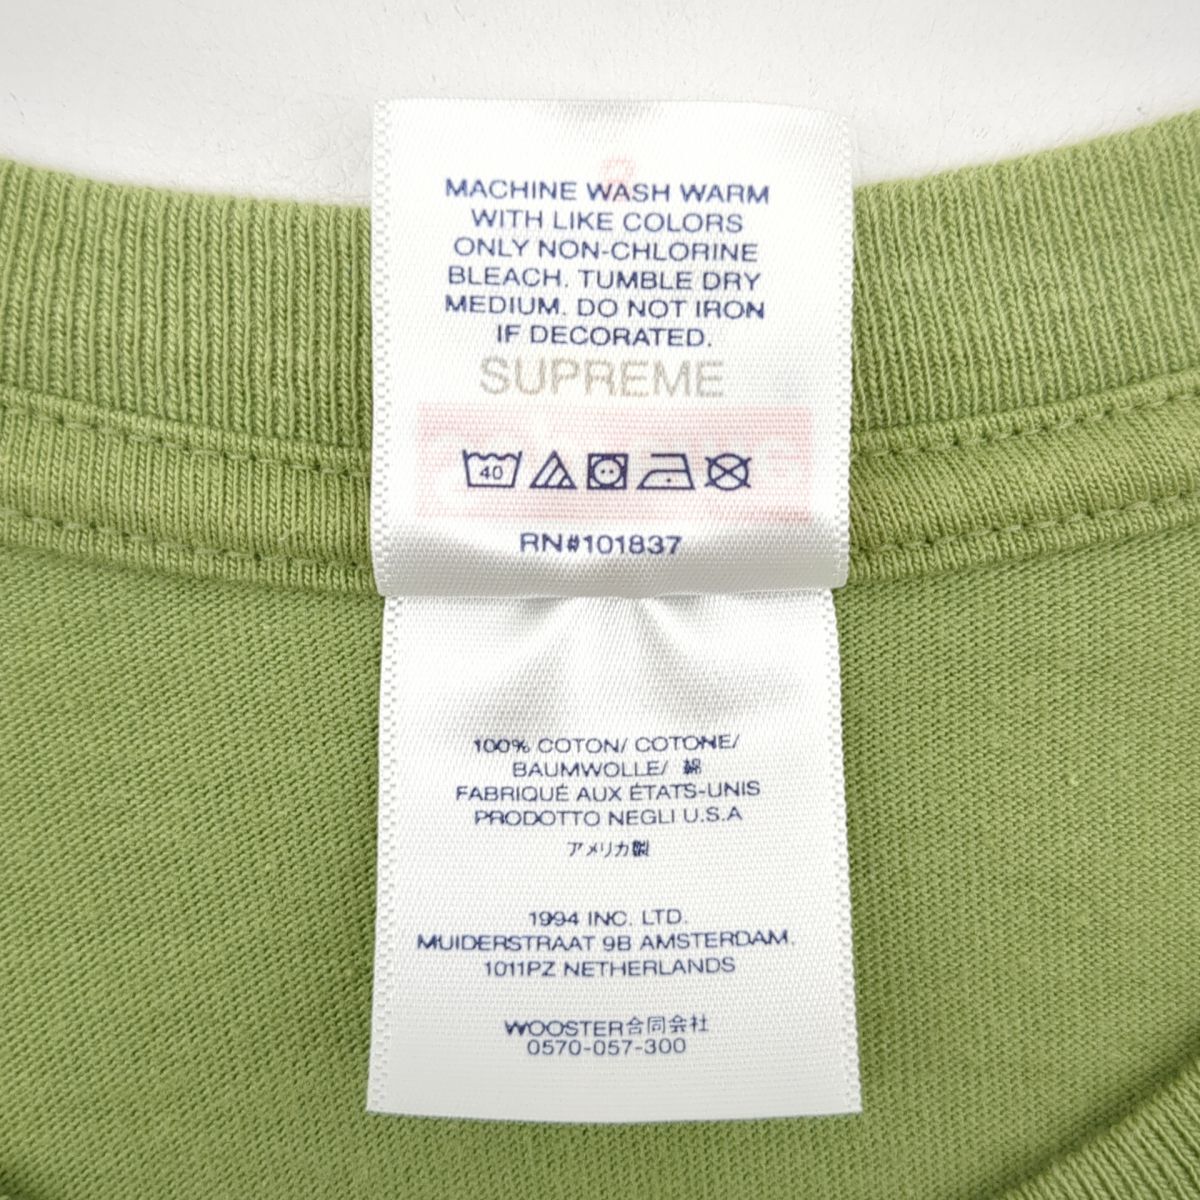 MACHINE WASH WARM
WITH LIKE COLORS
ONLY NON-CHLORINE
BLEACH. TUMBLE DRY
MEDIUM. DO NOT IRON
IF DECORATED.
SUPREME
40
RN#101837
100% COTON/ COTONE/
BAUMWOLLE/ 綿
FABRIQUÉ AUX ÉTATS-UNIS
PRODOTTO NEGLI U.S.A
アメリカ製
1994 INC. LTD.
MUIDERSTRAAT 9B AMSTERDAM.
1011PZ NETHERLANDS
WOOSTER合同会社
0570-057-300